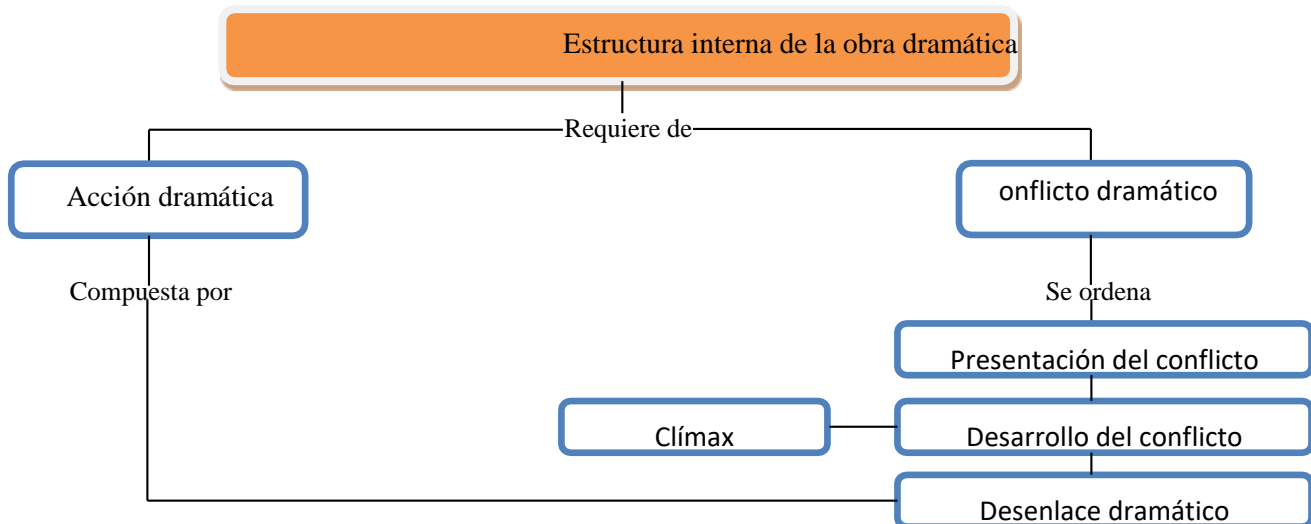 Estructura interna de la obra dramática
Requiere de
Acción dramática
onflicto dramático
Compuesta por
Se ordena
Presentación del conflicto
Clímax
Desarrollo del conflicto
Desenlace dramático